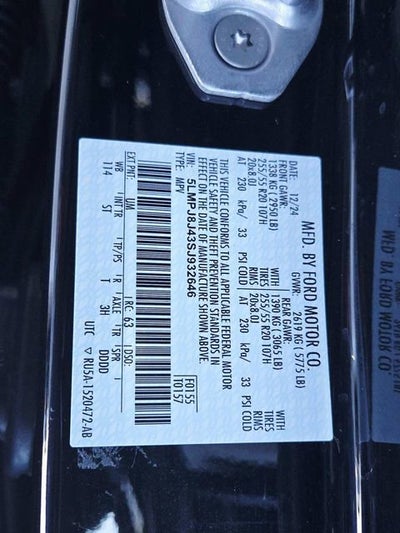 MFD. BY FORD MOTOR CO.
DATE: 12/24 GVWR: 2619 KG ( 5775 LB)
FRONT GAWR: REAR GAWR:
1338 KG ( 2950 LB) WITH 1390 KG ( 3065 LB) WITH
255/55 R20 107H TIRES 255/55 R20 107H TIRES
20x8.0J RIMS 20x8.0J RIMS
AT 230 kPa/ 33 PSI COLD AT 230 kPa/ 33 PSI COLD
THIS VEHICLE CONFORMS TO ALL APPLICABLE FEDERAL MOTOR
VEHICLE SAFETY AND THEFT PREVENTION STANDARDS IN
EFFECT ON THE DATE OF MANUFACTURE SHOWN ABOVE.
5LMPJ8J43SJ932646 F0155
TYPE: MPV T0157
EXT PNT: UM RC: 63 DSO:
WB INT TR TP/PS R AXLE TR SPR
114 ST T 3H DDDD
UTC ▼ RU5A-1520472-AB